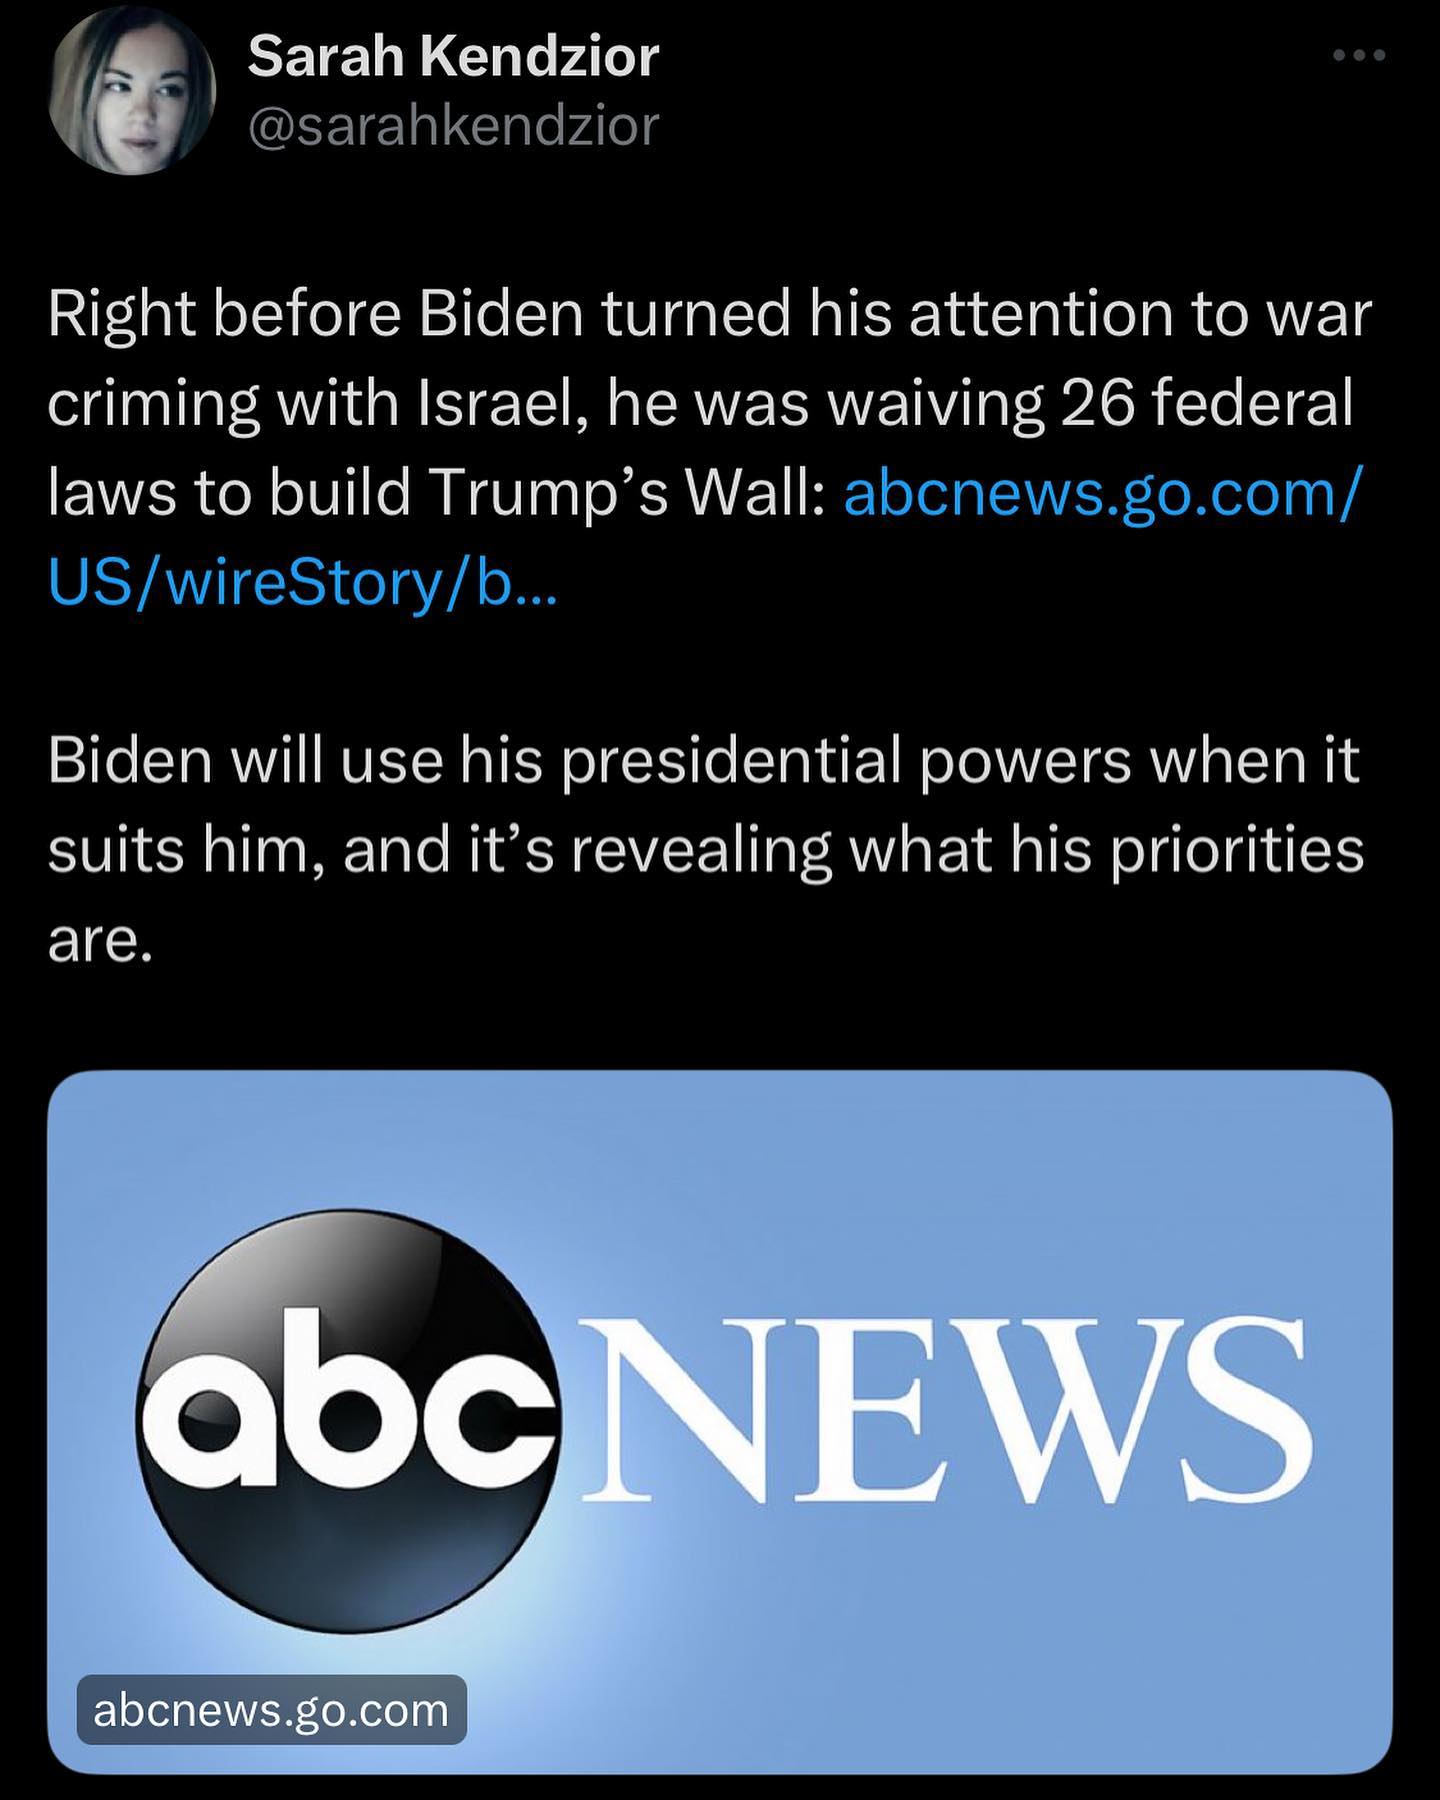 Sarah Kendzior
@sarahkendzior
Right before Biden turned his attention to war
criming with Israel, he was waiving 26 federal
laws to build Trump’s Wall: abcnews.go.com/
US/wireStory/b...
Biden will use his presidential powers when it
suits him, and it’s revealing what his priorities
are.
abc NEWS
abcnews.go.com